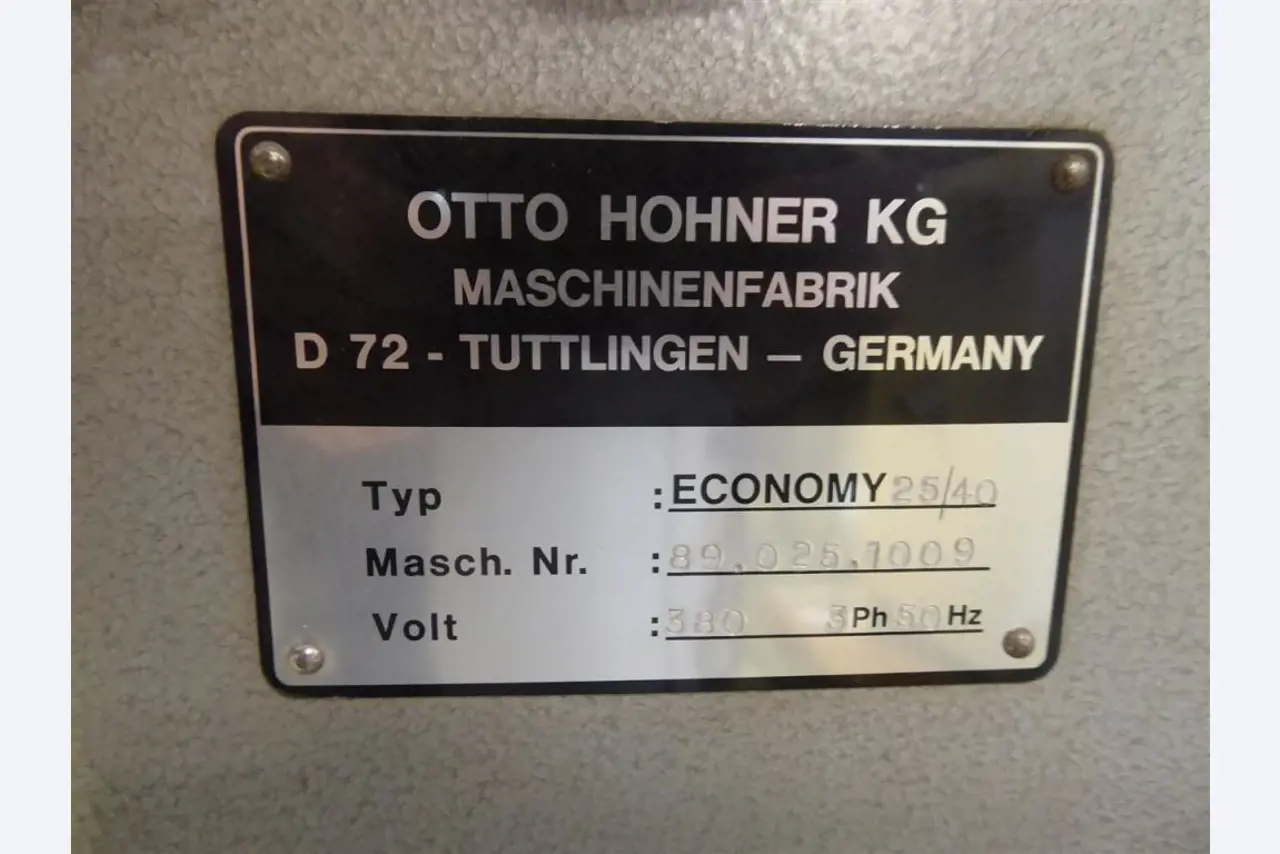 OTTO HOHNER KG
MASCHINENFABRIK
D 72 - TUTTLINGEN — GERMANY
Typ : ECONOMY 25/40
Masch. Nr. : 89.025.1009
Volt : 380 3Ph 50 Hz